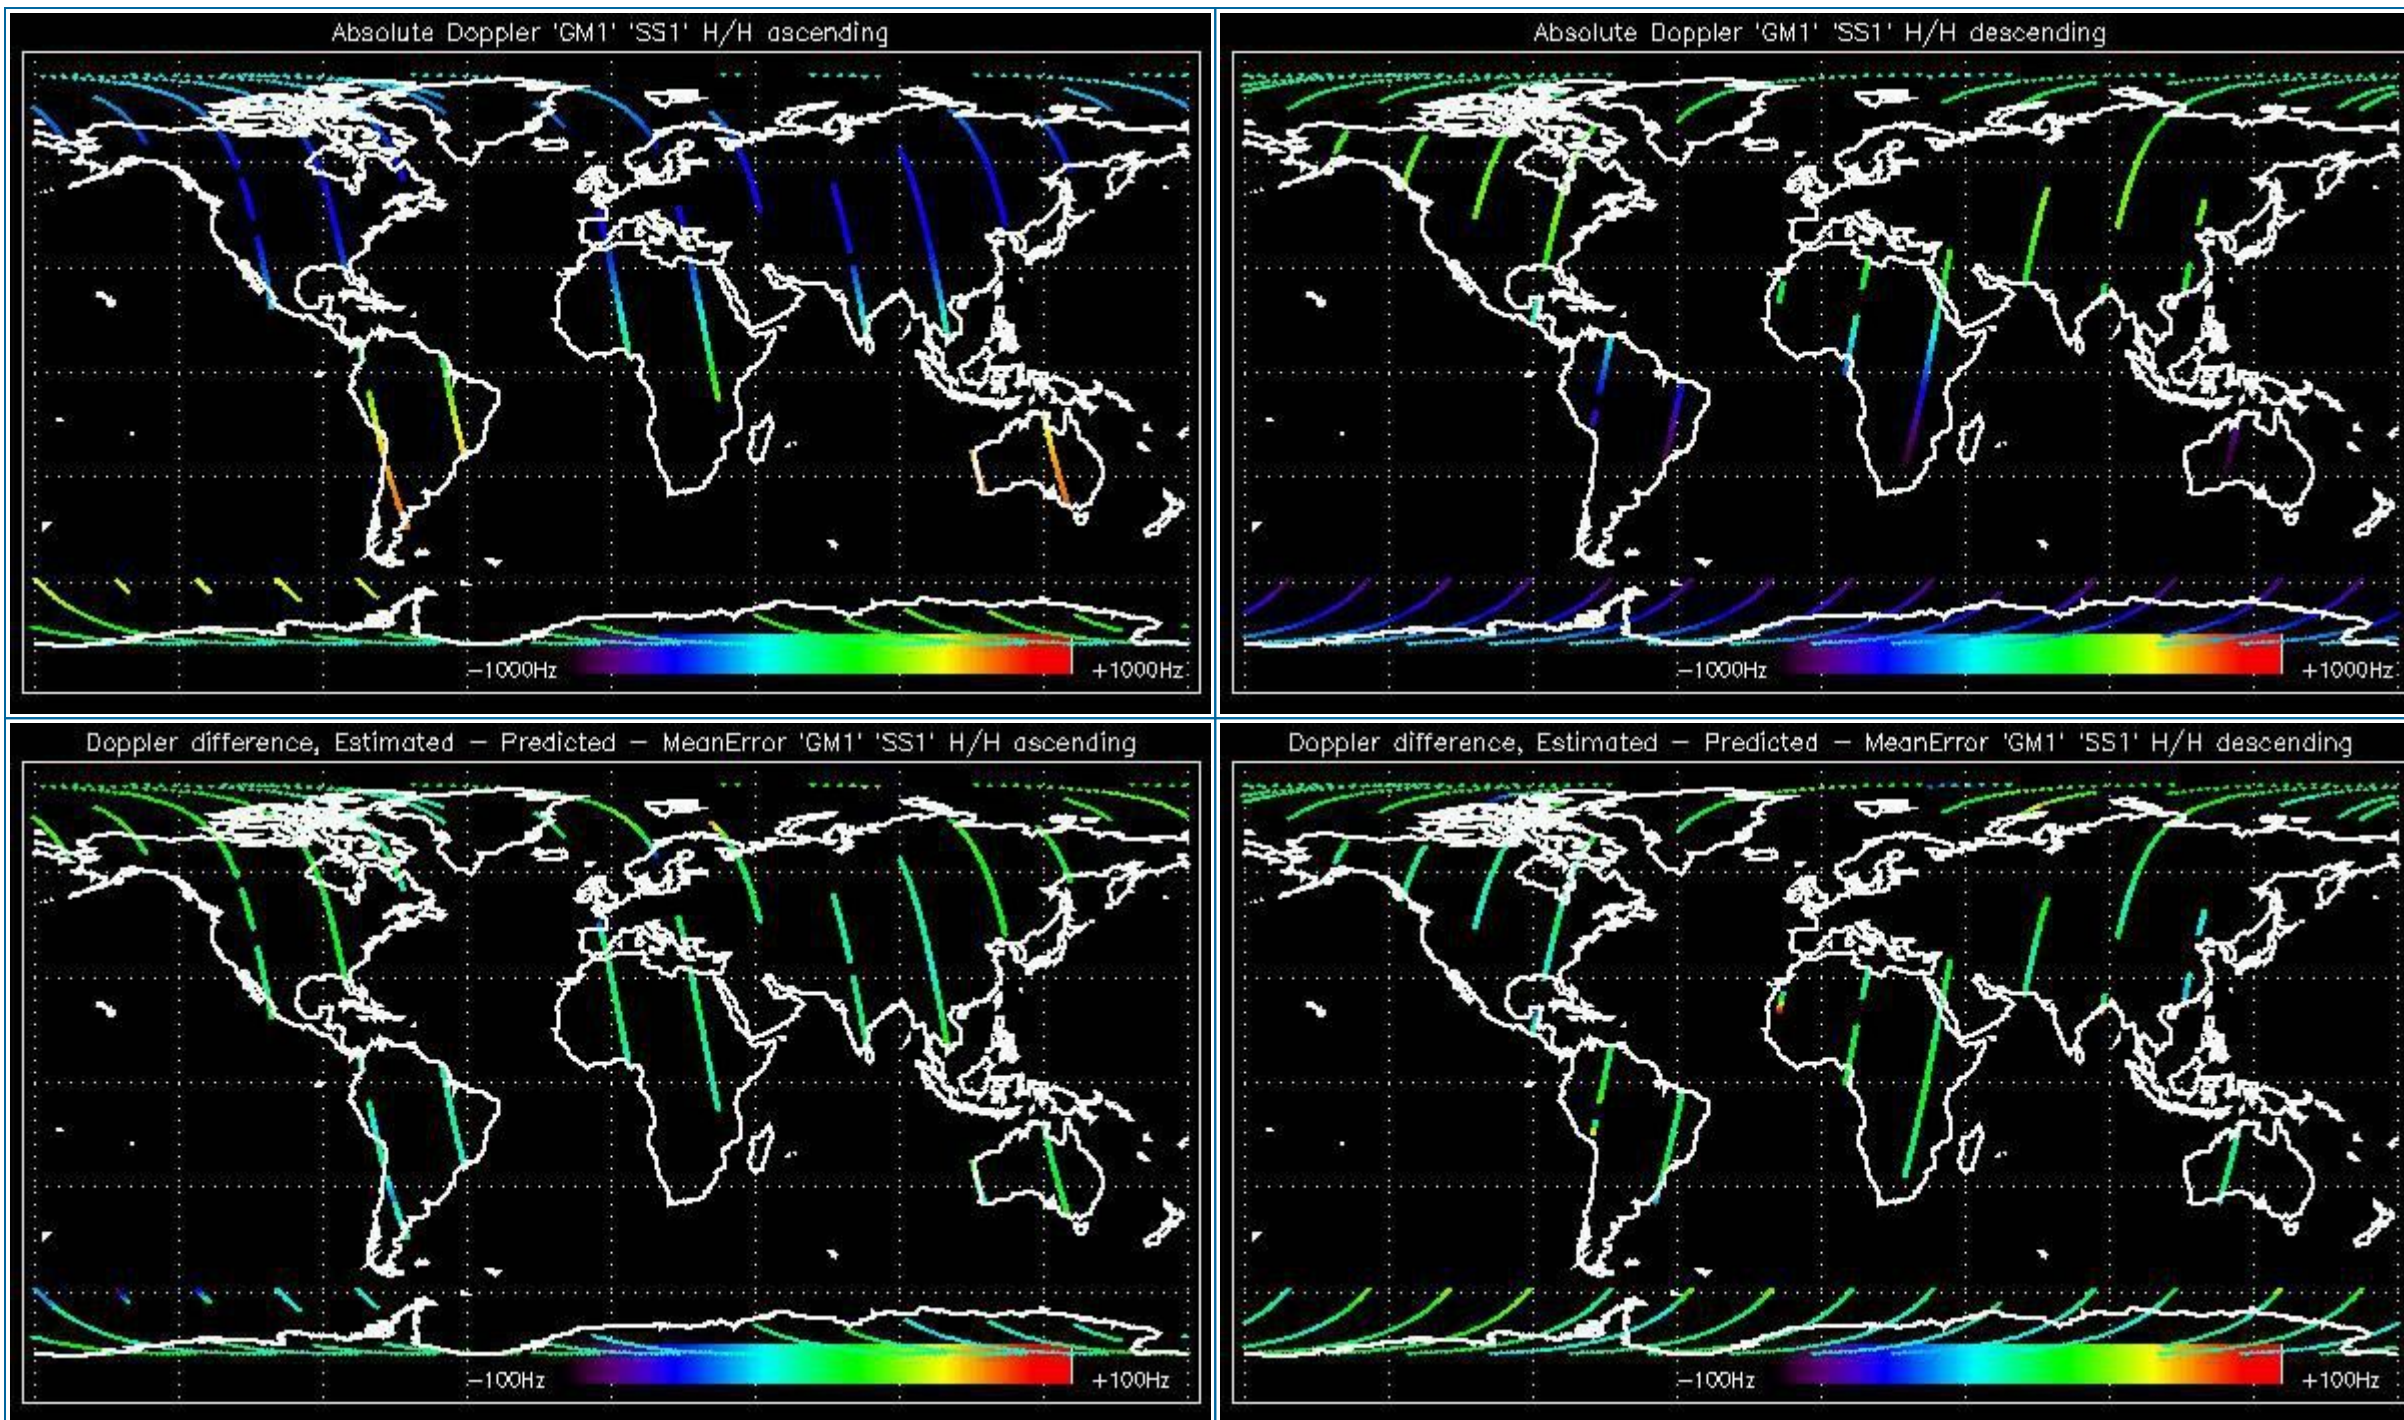 Absolute Doppler 'GM1' 'SS1' H/H ascending
-1000Hz
+1000Hz
Absolute Doppler 'GM1' 'SS1' H/H descending
-1000Hz
+1000Hz
Doppler difference, Estimated - Predicted - MeanError 'GM1' 'SS1' H/H ascending
-100Hz
+100Hz
Doppler difference, Estimated - Predicted - MeanError 'GM1' 'SS1' H/H descending
-100Hz
+100Hz